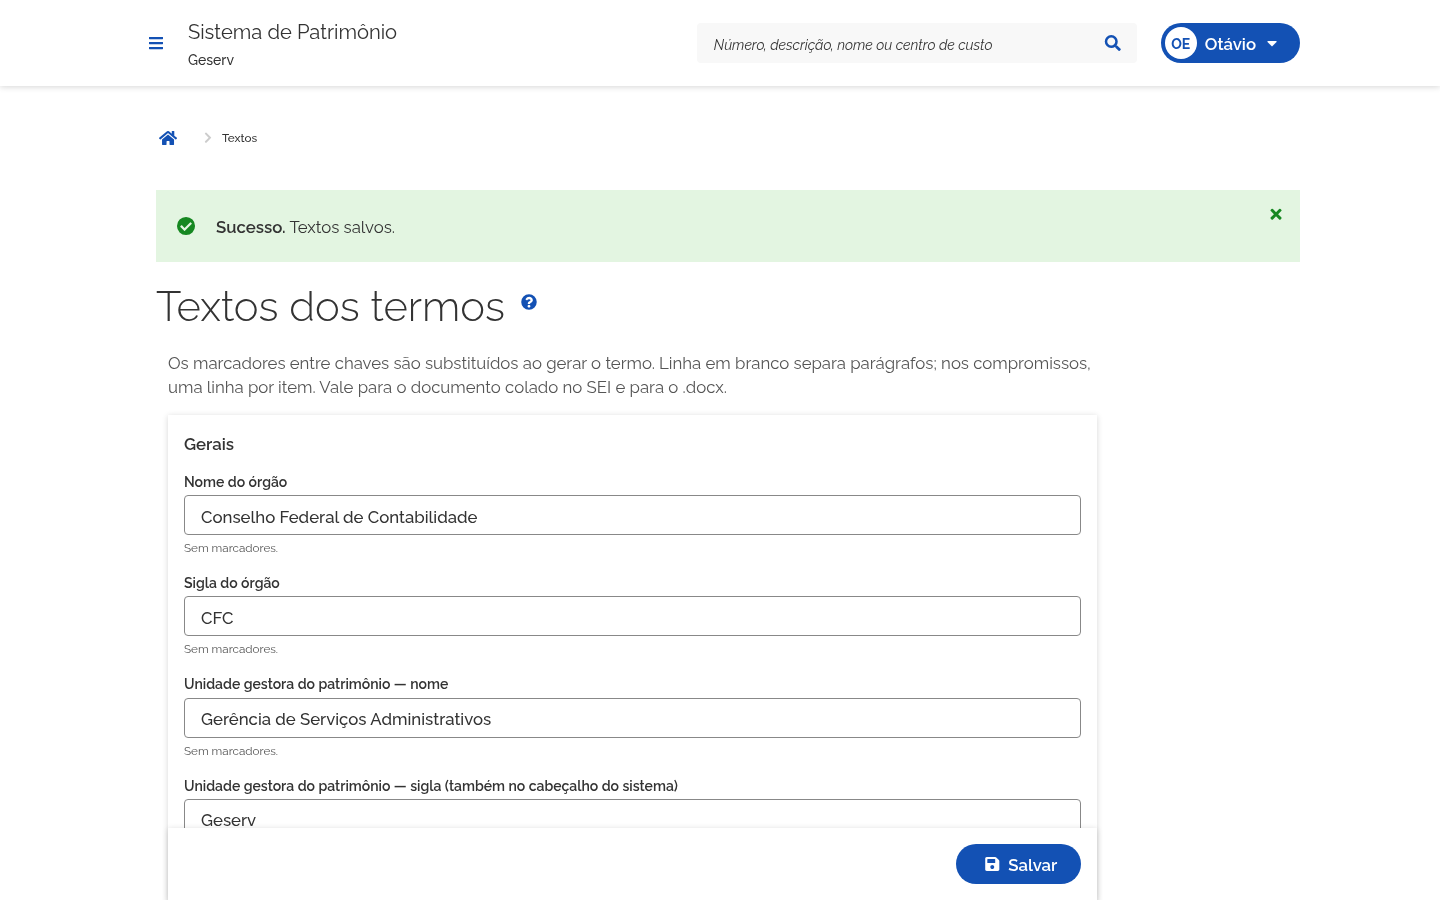 Sistema de Patrimônio
Geserv
Número, descrição, nome ou centro de custo
OE Otávio
Textos
Sucesso. Textos salvos.
Textos dos termos
Os marcadores entre chaves são substituídos ao gerar o termo. Linha em branco separa parágrafos; nos compromissos,
uma linha por item. Vale para o documento colado no SEI e para o .docx.
Gerais
Nome do órgão
Conselho Federal de Contabilidade
Sem marcadores.
Sigla do órgão
CFC
Sem marcadores.
Unidade gestora do patrimônio — nome
Gerência de Serviços Administrativos
Sem marcadores.
Unidade gestora do patrimônio — sigla (também no cabeçalho do sistema)
Geserv
Salvar